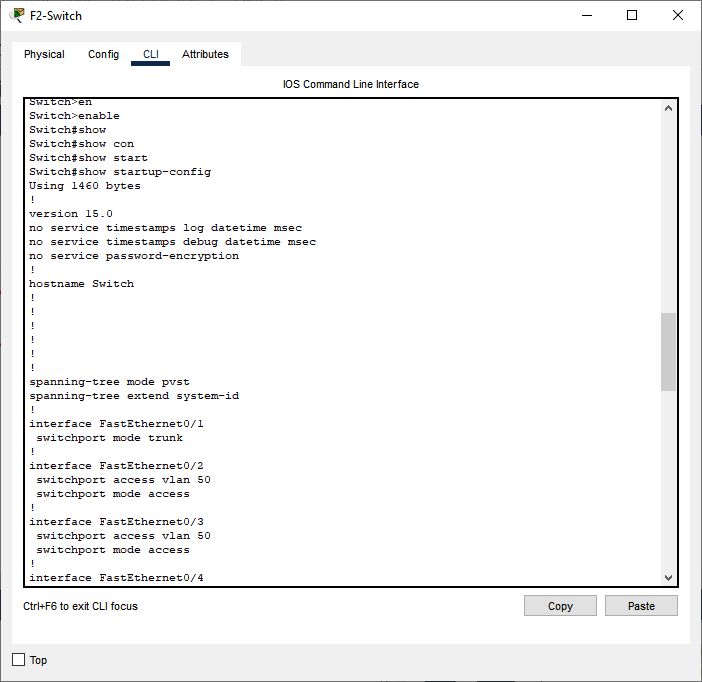 F2-Switch
Physical Config CLI Attributes
IOS Command Line Interface
Switch>en
Switch>enable
Switch#show
Switch#show con
Switch#show start
Switch#show startup-config
Using 1460 bytes
!
version 15.0
no service timestamps log datetime msec
no service timestamps debug datetime msec
no service password-encryption
!
hostname Switch
!
!
!
!
!
!
spanning-tree mode pvst
spanning-tree extend system-id
!
interface FastEthernet0/1
 switchport mode trunk
!
interface FastEthernet0/2
 switchport access vlan 50
 switchport mode access
!
interface FastEthernet0/3
 switchport access vlan 50
 switchport mode access
!
interface FastEthernet0/4
Ctrl+F6 to exit CLI focus
Copy Paste
Top